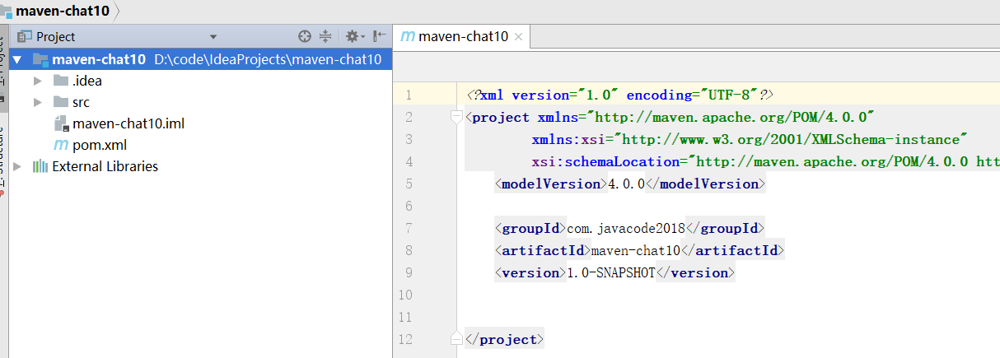 maven-chat10
Project
maven-chat10 D:\code\IdeaProjects\maven-chat10
.idea
src
maven-chat10.iml
pom.xml
External Libraries
maven-chat10
1 <?xml version="1.0" encoding="UTF-8"?>
2 <project xmlns="http://maven.apache.org/POM/4.0.0"
3 xmlns:xsi="http://www.w3.org/2001/XMLSchema-instance"
4 xsi:schemaLocation="http://maven.apache.org/POM/4.0.0 htt
5 <modelVersion>4.0.0</modelVersion>
6
7 <groupId>com.javacode2018</groupId>
8 <artifactId>maven-chat10</artifactId>
9 <version>1.0-SNAPSHOT</version>
10
11
12 </project>